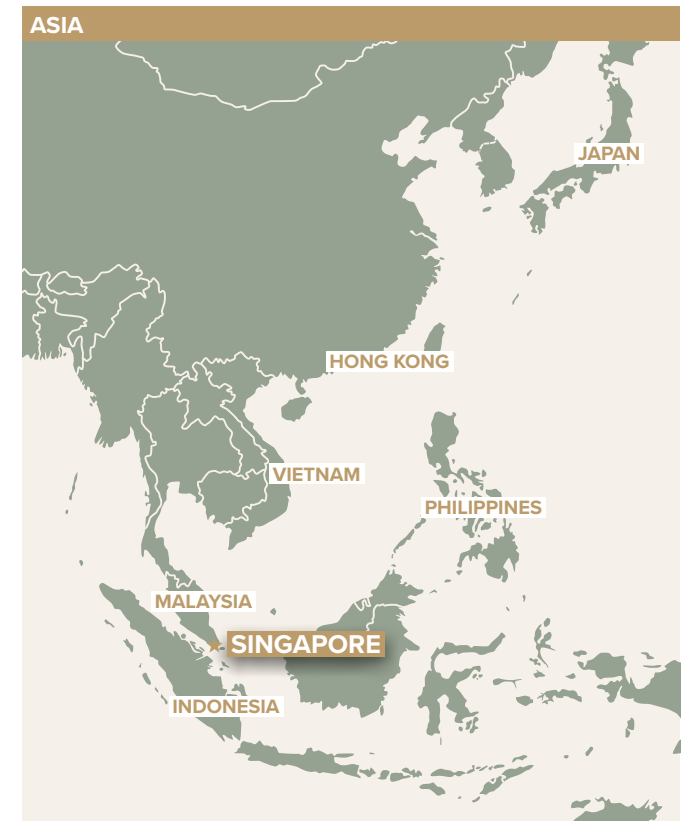 ASIA
JAPAN
HONG KONG
VIETNAM
PHILIPPINES
MALAYSIA
SINGAPORE
INDONESIA